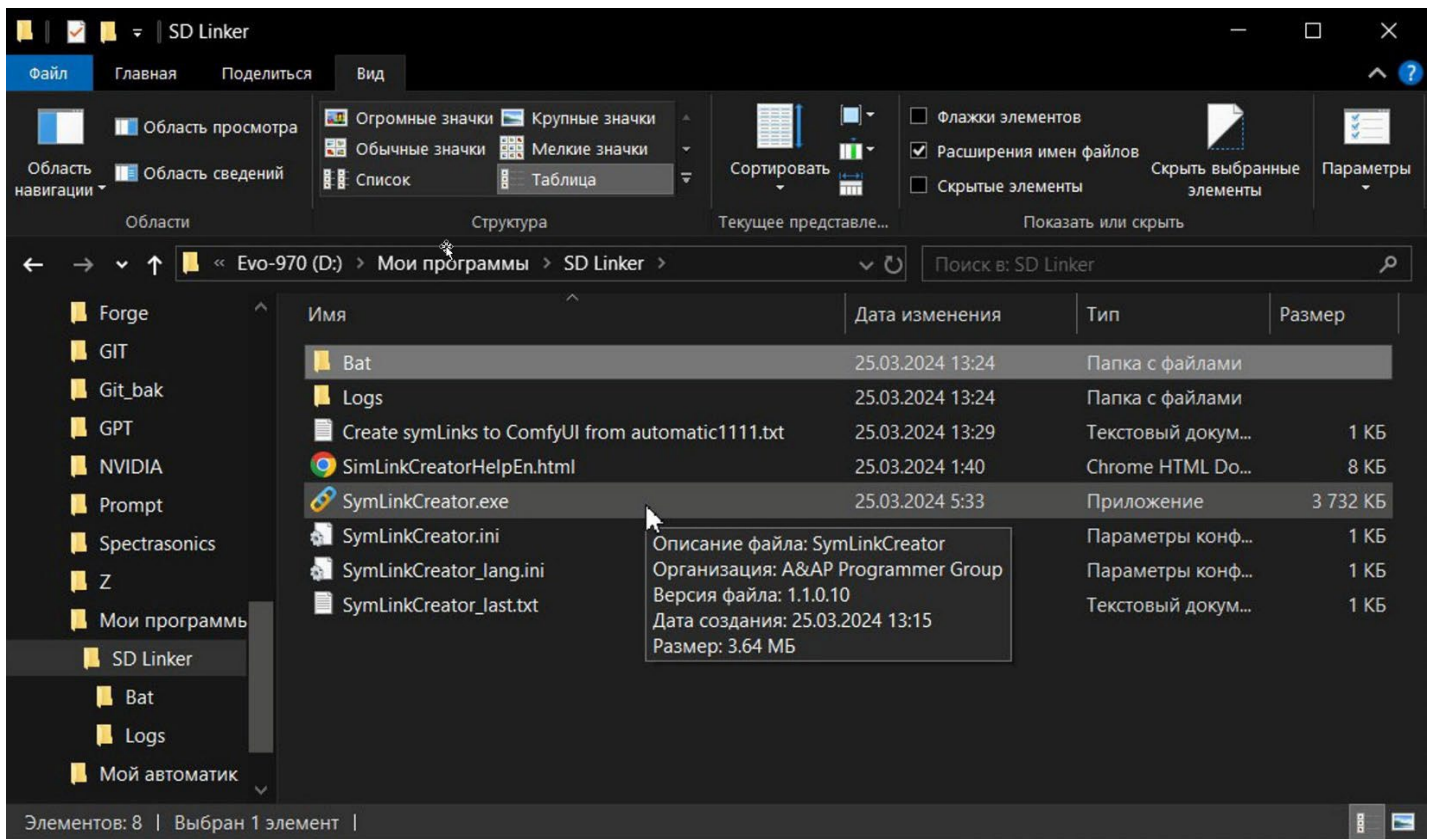 SD Linker
Файл Главная Поделиться Вид
Область навигации
Область просмотра
Область сведений
Области
Огромные значки Крупные значки
Обычные значки Мелкие значки
Список Таблица
Структура
Сортировать
Текущее представле...
Флажки элементов
Расширения имен файлов
Скрытые элементы
Скрыть выбранные элементы
Показать или скрыть
Параметры
« Evo-970 (D:) > Мои программы > SD Linker >
Поиск в: SD Linker
Forge
GIT
Git_bak
GPT
NVIDIA
Prompt
Spectrasonics
Z
Мои программы
SD Linker
Bat
Logs
Мой автоматик
Имя Дата изменения Тип Размер
Bat 25.03.2024 13:24 Папка с файлами
Logs 25.03.2024 13:24 Папка с файлами
Create symLinks to ComfyUI from automatic1111.txt 25.03.2024 13:29 Текстовый докум... 1 КБ
SimLinkCreatorHelpEn.html 25.03.2024 1:40 Chrome HTML Do... 8 КБ
SymLinkCreator.exe 25.03.2024 5:33 Приложение 3 732 КБ
SymLinkCreator.ini Параметры конф... 1 КБ
SymLinkCreator_lang.ini Параметры конф... 1 КБ
SymLinkCreator_last.txt Текстовый докум... 1 КБ
Описание файла: SymLinkCreator
Организация: A&AP Programmer Group
Версия файла: 1.1.0.10
Дата создания: 25.03.2024 13:15
Размер: 3.64 МБ
Элементов: 8 | Выбран 1 элемент |